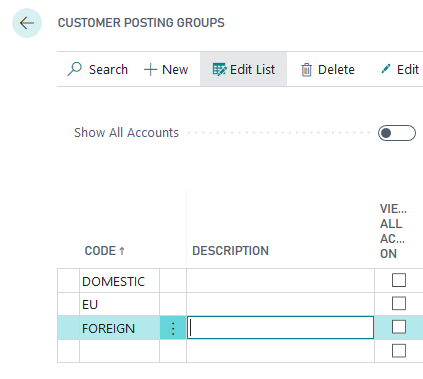 CUSTOMER POSTING GROUPS
Search New Edit List Delete Edit
Show All Accounts
CODE ↑ DESCRIPTION VIE... ALL AC... ON
DOMESTIC
EU
FOREIGN